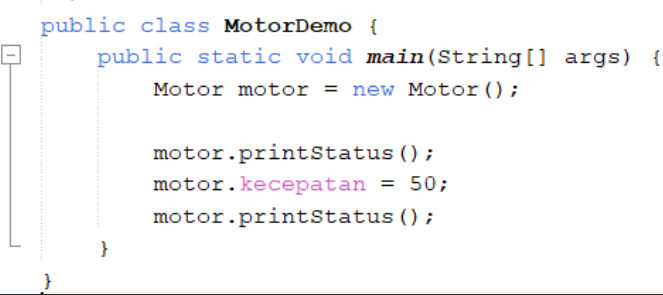 public class MotorDemo {
public static void main(String[] args) {
Motor motor = new Motor();
motor.printStatus();
motor.kecepatan = 50;
motor.printStatus();
}
}